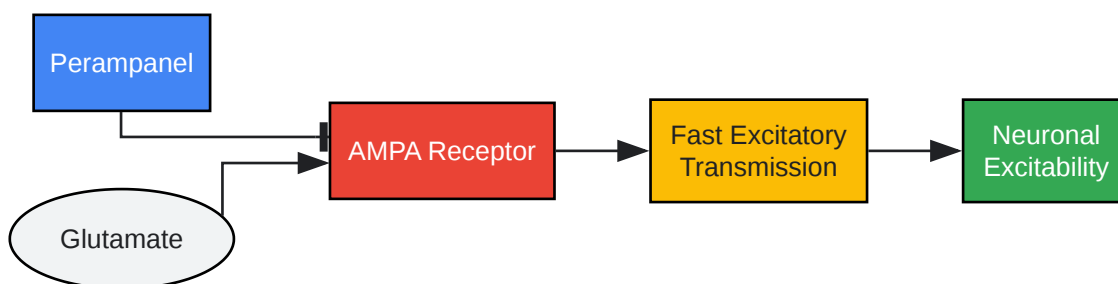 Perampanel
AMPA Receptor
Fast Excitatory
Transmission
Neuronal
Excitability
Glutamate